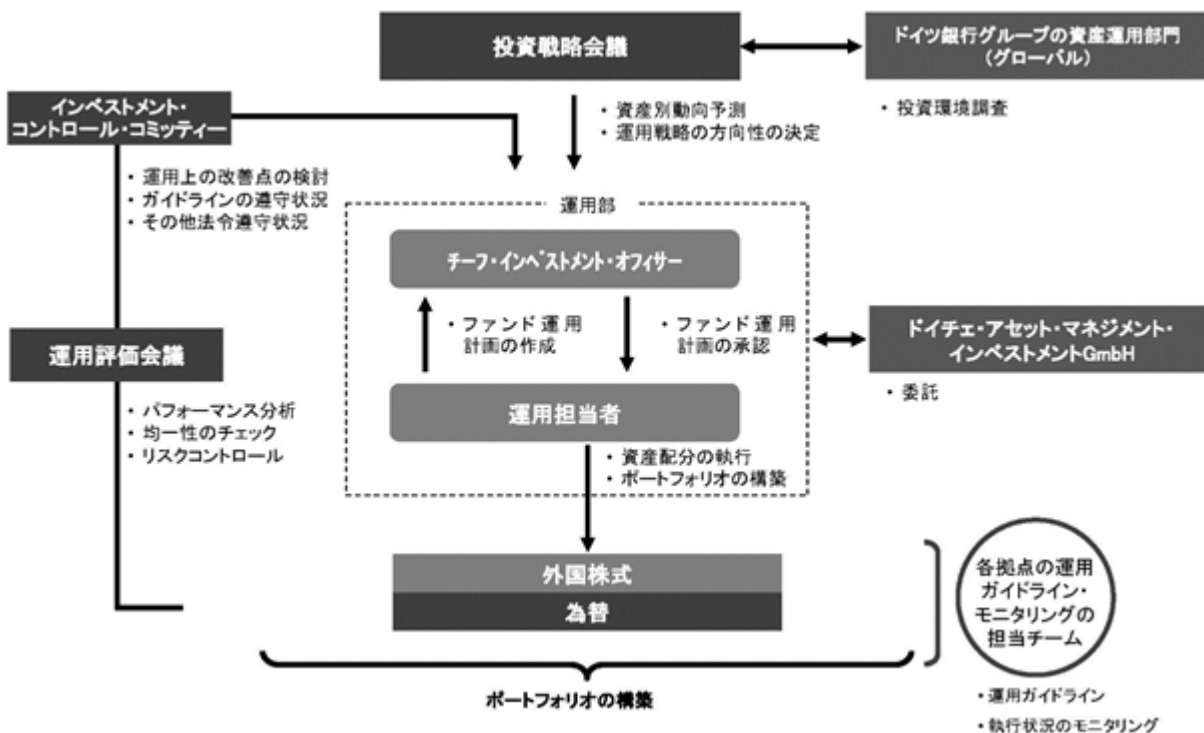 投資戦略会議
ドイツ銀行グループの資産運用部門
(グローバル)
・投資環境調査
・資産別動向予測
・運用戦略の方向性の決定
インベストメント・
コントロール・コミッティー
・運用上の改善点の検討
・ガイドラインの遵守状況
・その他法令遵守状況
運用部
チーフ・インベストメント・オフィサー
・ファンド運用
計画の作成
・ファンド運用
計画の承認
ドイチェ・アセット・マネジメント・
インベストメントGmbH
・委託
運用評価会議
・パフォーマンス分析
・均一性のチェック
・リスクコントロール
運用担当者
・資産配分の執行
・ポートフォリオの構築
外国株式
為替
各拠点の運用
ガイドライン・
モニタリングの
担当チーム
・運用ガイドライン
・執行状況のモニタリング
ポートフォリオの構築